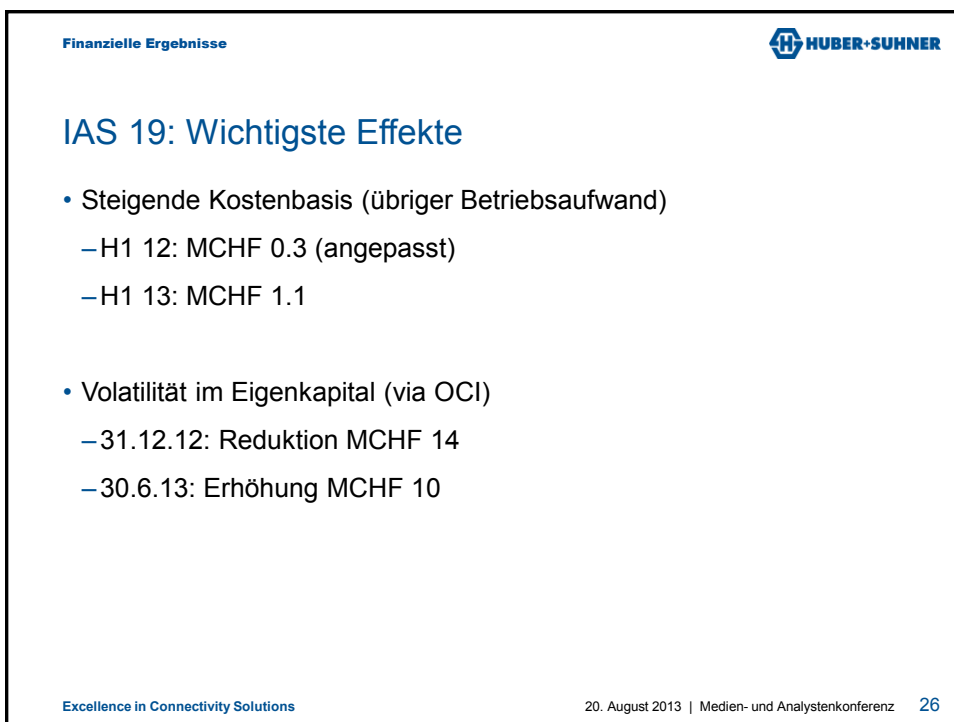 Finanzielle Ergebnisse
HUBER+SUHNER
IAS 19: Wichtigste Effekte
• Steigende Kostenbasis (übriger Betriebsaufwand)
–H1 12: MCHF 0.3 (angepasst)
–H1 13: MCHF 1.1
• Volatilität im Eigenkapital (via OCI)
–31.12.12: Reduktion MCHF 14
–30.6.13: Erhöhung MCHF 10
Excellence in Connectivity Solutions
20. August 2013 | Medien- und Analystenkonferenz 26